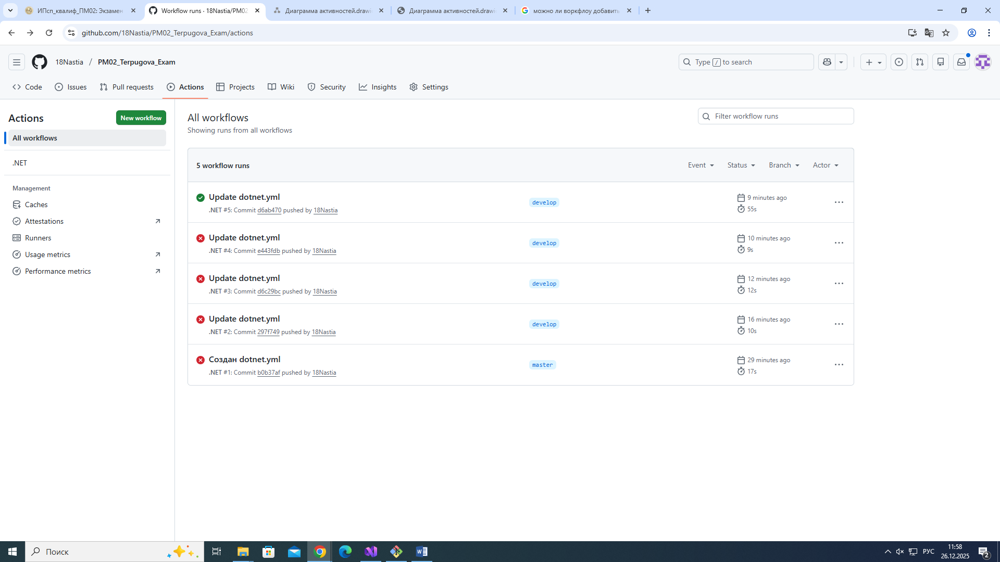 ИПсп_квалиф_ПМ02: Экзамен
Workflow runs · 18Nastia/PM02
Диаграмма активностей.drawi
Диаграмма активностей.drawi
можно ли воркфлоу добавить
github.com/18Nastia/PM02_Terpugova_Exam/actions
18Nastia / PM02_Terpugova_Exam
Type / to search
Code
Issues
Pull requests
Actions
Projects
Wiki
Security
Insights
Settings
Actions
New workflow
All workflows
.NET
Management
Caches
Attestations
Runners
Usage metrics
Performance metrics
All workflows
Showing runs from all workflows
Filter workflow runs
5 workflow runs
Event
Status
Branch
Actor
Update dotnet.yml
.NET #5: Commit d6ab470 pushed by 18Nastia
develop
9 minutes ago
55s
Update dotnet.yml
.NET #4: Commit e443fdb pushed by 18Nastia
develop
10 minutes ago
9s
Update dotnet.yml
.NET #3: Commit d6c29bc pushed by 18Nastia
develop
12 minutes ago
12s
Update dotnet.yml
.NET #2: Commit 297f749 pushed by 18Nastia
develop
16 minutes ago
10s
Создан dotnet.yml
.NET #1: Commit b0b37af pushed by 18Nastia
master
29 minutes ago
17s
Поиск
РУС
11:58
26.12.2025
2